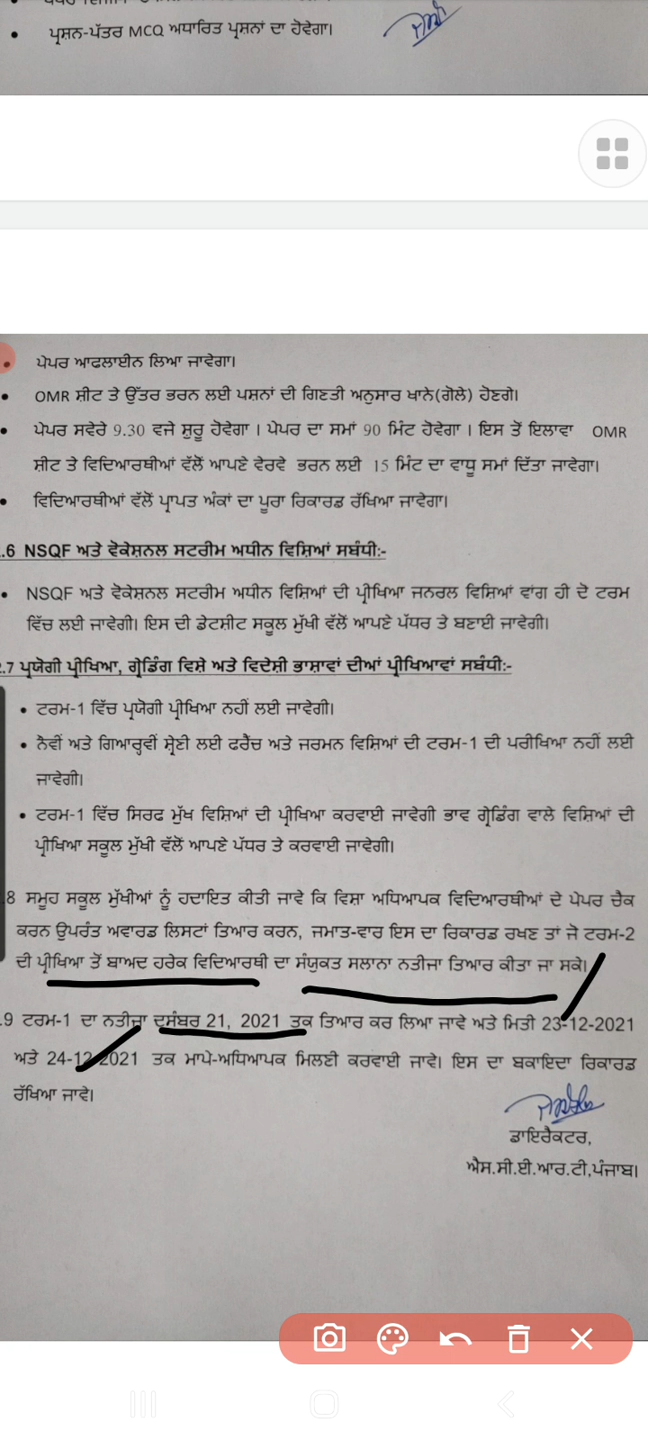 ਪ੍ਰਸ਼ਨ-ਪੱਤਰ MCQ ਅਧਾਰਿਤ ਪ੍ਰਸ਼ਨਾਂ ਦਾ ਹੋਵੇਗਾ।
ਪੇਪਰ ਆਫਲਾਈਨ ਲਿਆ ਜਾਵੇਗਾ।
OMR ਸ਼ੀਟ ਤੇ ਉੱਤਰ ਭਰਨ ਲਈ ਪਸ਼ਨਾਂ ਦੀ ਗਿਣਤੀ ਅਨੁਸਾਰ ਖਾਨੇ(ਗੋਲੇ) ਹੋਣਗੇ।
ਪੇਪਰ ਸਵੇਰੇ 9.30 ਵਜੇ ਸ਼ੁਰੂ ਹੋਵੇਗਾ । ਪੇਪਰ ਦਾ ਸਮਾਂ 90 ਮਿੰਟ ਹੋਵੇਗਾ । ਇਸ ਤੋਂ ਇਲਾਵਾ OMR
ਸ਼ੀਟ ਤੇ ਵਿਦਿਆਰਥੀਆਂ ਵੱਲੋਂ ਆਪਣੇ ਵੇਰਵੇ ਭਰਨ ਲਈ 15 ਮਿੰਟ ਦਾ ਵਾਧੂ ਸਮਾਂ ਦਿੱਤਾ ਜਾਵੇਗਾ।
ਵਿਦਿਆਰਥੀਆਂ ਵੱਲੋਂ ਪ੍ਰਾਪਤ ਅੰਕਾਂ ਦਾ ਪੂਰਾ ਰਿਕਾਰਡ ਰੱਖਿਆ ਜਾਵੇਗਾ।
.6 NSQF ਅਤੇ ਵੋਕੇਸ਼ਨਲ ਸਟਰੀਮ ਅਧੀਨ ਵਿਸ਼ਿਆਂ ਸਬੰਧੀ:-
NSQF ਅਤੇ ਵੋਕੇਸ਼ਨਲ ਸਟਰੀਮ ਅਧੀਨ ਵਿਸ਼ਿਆਂ ਦੀ ਪ੍ਰੀਖਿਆ ਜਨਰਲ ਵਿਸ਼ਿਆਂ ਵਾਂਗ ਹੀ ਦੋ ਟਰਮ
ਵਿੱਚ ਲਈ ਜਾਵੇਗੀ। ਇਸ ਦੀ ਡੇਟਸ਼ੀਟ ਸਕੂਲ ਮੁੱਖੀ ਵੱਲੋਂ ਆਪਣੇ ਪੱਧਰ ਤੇ ਬਣਾਈ ਜਾਵੇਗੀ।
2.7 ਪ੍ਰਯੋਗੀ ਪ੍ਰੀਖਿਆ, ਗ੍ਰੇਡਿੰਗ ਵਿਸ਼ੇ ਅਤੇ ਵਿਦੇਸ਼ੀ ਭਾਸ਼ਾਵਾਂ ਦੀਆਂ ਪ੍ਰੀਖਿਆਵਾਂ ਸਬੰਧੀ:-
ਟਰਮ-1 ਵਿੱਚ ਪ੍ਰਯੋਗੀ ਪ੍ਰੀਖਿਆ ਨਹੀਂ ਲਈ ਜਾਵੇਗੀ।
ਨੋਵੀਂ ਅਤੇ ਗਿਆਰ੍ਹਵੀਂ ਸ਼੍ਰੇਣੀ ਲਈ ਫਰੈਂਚ ਅਤੇ ਜਰਮਨ ਵਿਸ਼ਿਆਂ ਦੀ ਟਰਮ-1 ਦੀ ਪਰੀਖਿਆ ਨਹੀਂ ਲਈ
ਜਾਵੇਗੀ।
ਟਰਮ-1 ਵਿੱਚ ਸਿਰਫ ਮੁੱਖ ਵਿਸ਼ਿਆਂ ਦੀ ਪ੍ਰੀਖਿਆ ਕਰਵਾਈ ਜਾਵੇਗੀ ਭਾਵ ਗ੍ਰੇਡਿੰਗ ਵਾਲੇ ਵਿਸ਼ਿਆਂ ਦੀ
ਪ੍ਰੀਖਿਆ ਸਕੂਲ ਮੁੱਖੀ ਵੱਲੋਂ ਆਪਣੇ ਪੱਧਰ ਤੇ ਕਰਵਾਈ ਜਾਵੇਗੀ।
.8 ਸਮੂਹ ਸਕੂਲ ਮੁੱਖੀਆਂ ਨੂੰ ਹਦਾਇਤ ਕੀਤੀ ਜਾਵੇ ਕਿ ਵਿਸ਼ਾ ਅਧਿਆਪਕ ਵਿਦਿਆਰਥੀਆਂ ਦੇ ਪੇਪਰ ਚੈਕ
ਕਰਨ ਉਪਰੰਤ ਅਵਾਰਡ ਲਿਸਟਾਂ ਤਿਆਰ ਕਰਨ, ਜਮਾਤ-ਵਾਰ ਇਸ ਦਾ ਰਿਕਾਰਡ ਰਖਣ ਤਾਂ ਜੋ ਟਰਮ-2
ਦੀ ਪ੍ਰੀਖਿਆ ਤੋਂ ਬਾਅਦ ਹਰੇਕ ਵਿਦਿਆਰਥੀ ਦਾ ਸੰਯੁਕਤ ਸਲਾਨਾ ਨਤੀਜਾ ਤਿਆਰ ਕੀਤਾ ਜਾ ਸਕੇ।
.9 ਟਰਮ-1 ਦਾ ਨਤੀਜਾ ਦਸੰਬਰ 21, 2021 ਤਕ ਤਿਆਰ ਕਰ ਲਿਆ ਜਾਵੇ ਅਤੇ ਮਿਤੀ 23-12-2021
ਅਤੇ 24-12-2021 ਤਕ ਮਾਪੇ-ਅਧਿਆਪਕ ਮਿਲਣੀ ਕਰਵਾਈ ਜਾਵੇ। ਇਸ ਦਾ ਬਕਾਇਦਾ ਰਿਕਾਰਡ
ਰੱਖਿਆ ਜਾਵੇ।
ਡਾਇਰੈਕਟਰ,
ਐਸ.ਸੀ.ਈ.ਆਰ.ਟੀ,ਪੰਜਾਬ।